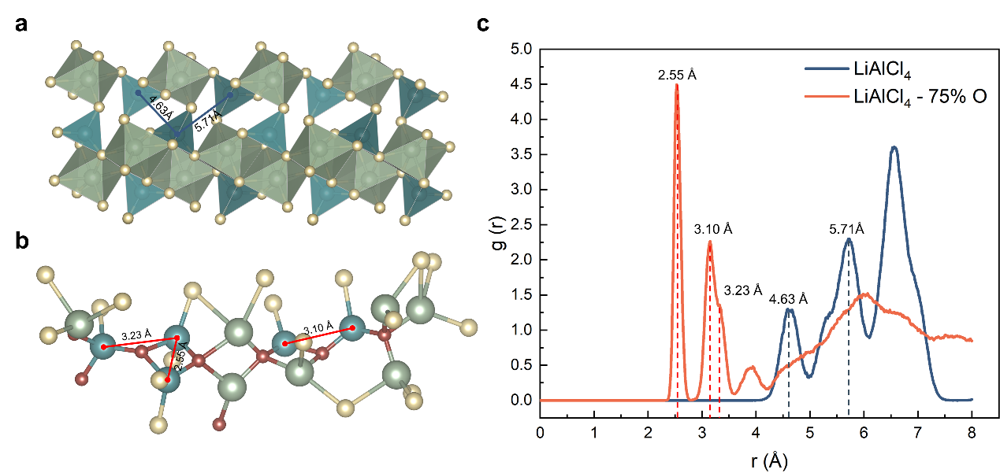 a
4.63Å
5.71Å
b
3.23 Å
2.55 Å
3.10 Å
c
5.0
4.5
4.0
3.5
3.0
2.5
2.0
1.5
1.0
0.5
0.0
g (r)
2.55 Å
3.10 Å
3.23 Å
4.63 Å
5.71Å
LiAlCl₄
LiAlCl₄ - 75% O
0 1 2 3 4 5 6 7 8
r (Å)